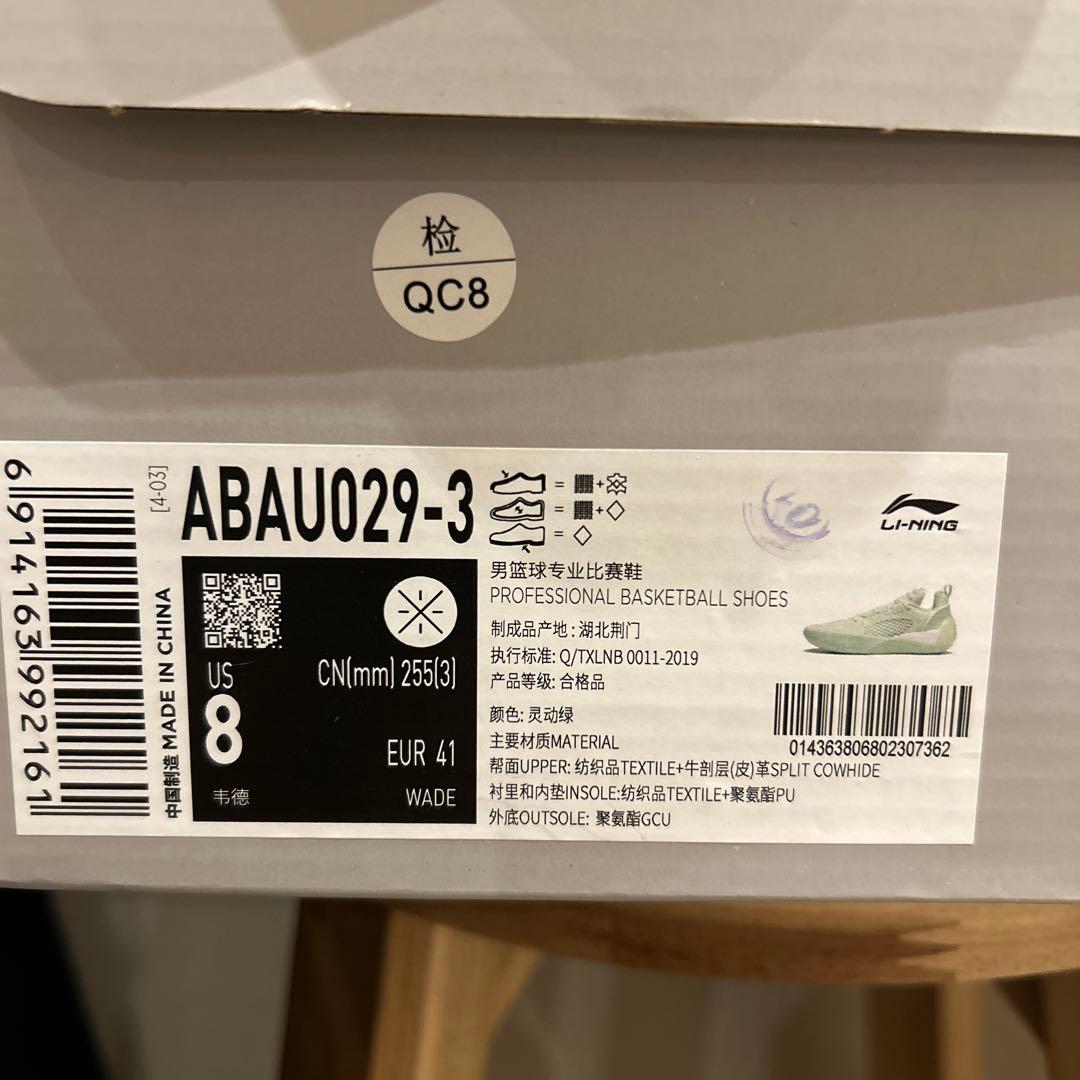 检
QC8
6914163992161
[4-03]
中国制造 MADE IN CHINA
ABAU029-3
US
8
CN(mm) 255(3)
EUR 41
韦德
WADE
= +
= +
=
LI-NING
男篮球专业比赛鞋
PROFESSIONAL BASKETBALL SHOES
制成品产地: 湖北荆门
执行标准: Q/TXLNB 0011-2019
产品等级: 合格品
颜色: 灵动绿
主要材质MATERIAL
帮面UPPER: 纺织品TEXTILE+牛剖层(皮)革SPLIT COWHIDE
衬里和内垫INSOLE:纺织品TEXTILE+聚氨酯PU
外底OUTSOLE: 聚氨酯GCU
014363806802307362